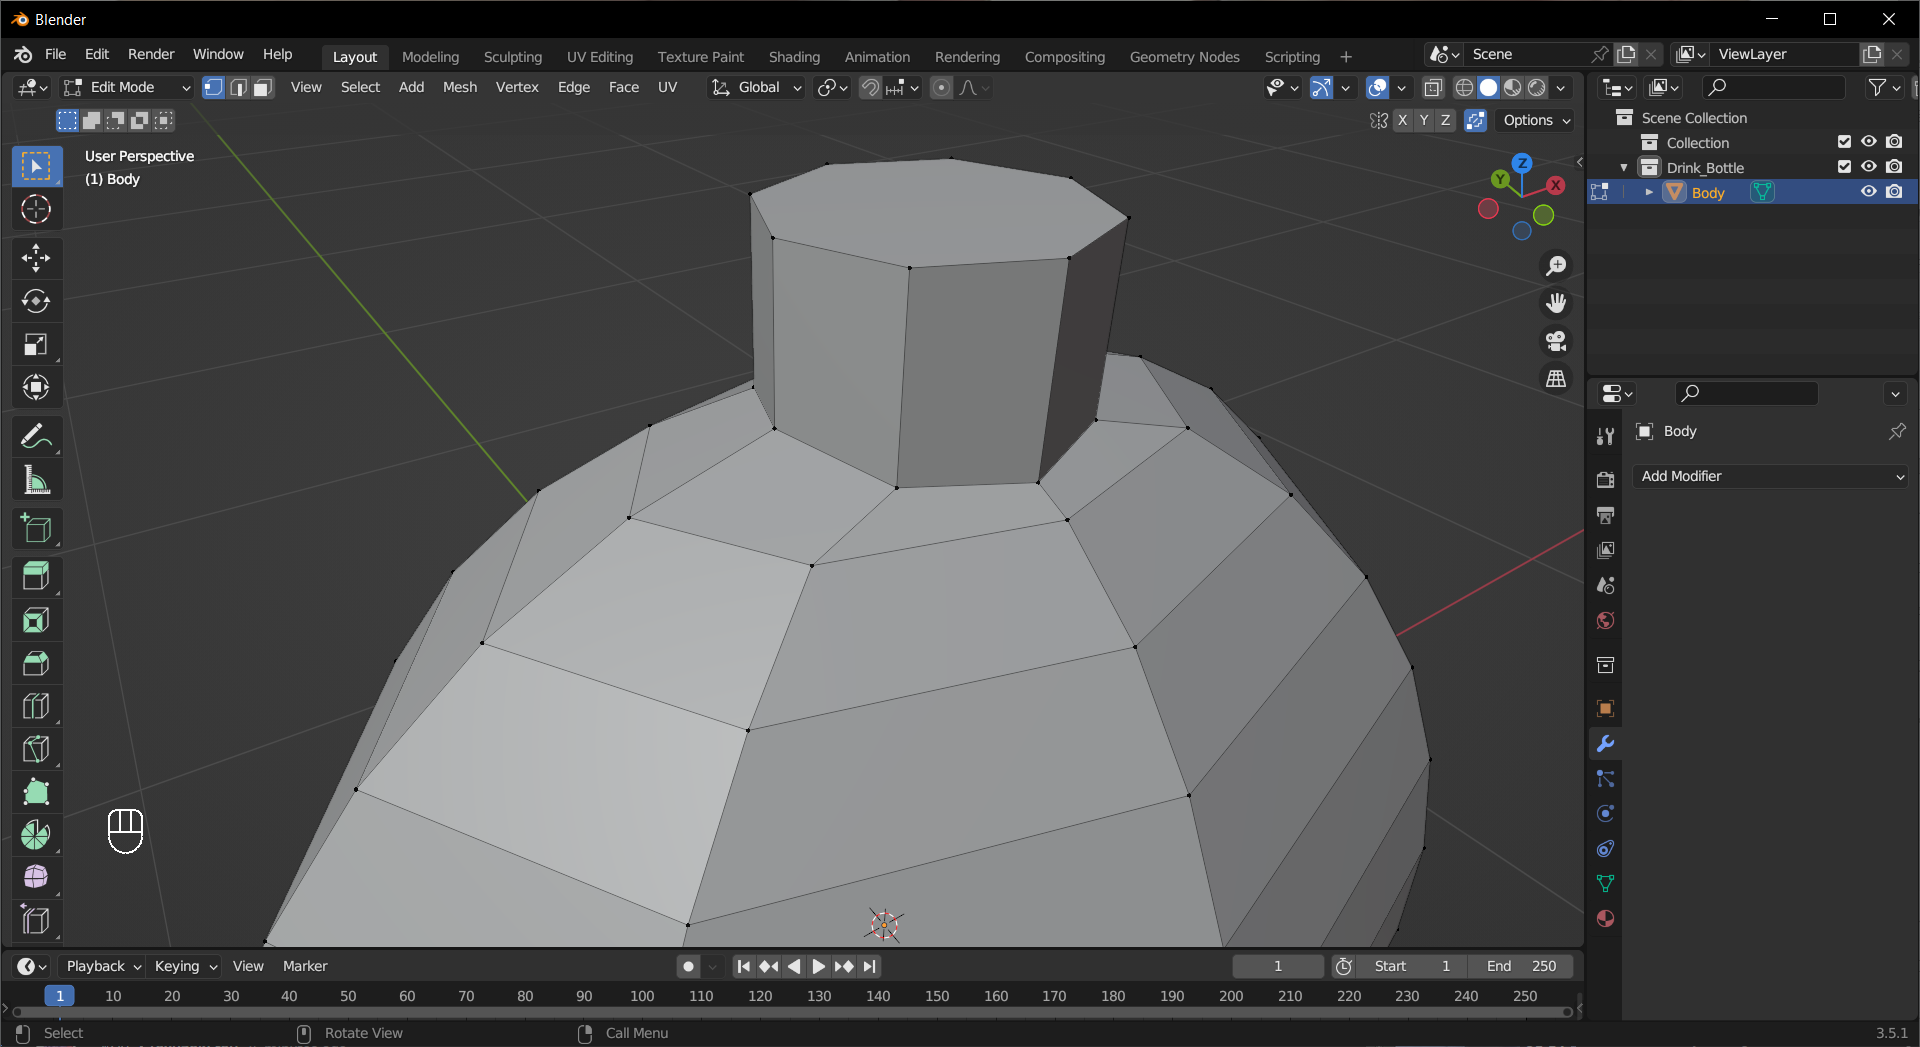 Blender
File Edit Render Window Help Layout Modeling Sculpting UV Editing Texture Paint Shading Animation Rendering Compositing Geometry Nodes Scripting + Scene ViewLayer
Edit Mode View Select Add Mesh Vertex Edge Face UV Global
X Y Z Options
User Perspective
(1) Body
Z
Y
X
Scene Collection
Collection
Drink_Bottle
Body
Body
Add Modifier
Playback Keying View Marker 1 Start 1 End 250
1 10 20 30 40 50 60 70 80 90 100 110 120 130 140 150 160 170 180 190 200 210 220 230 240 250
Select Rotate View Call Menu 3.5.1